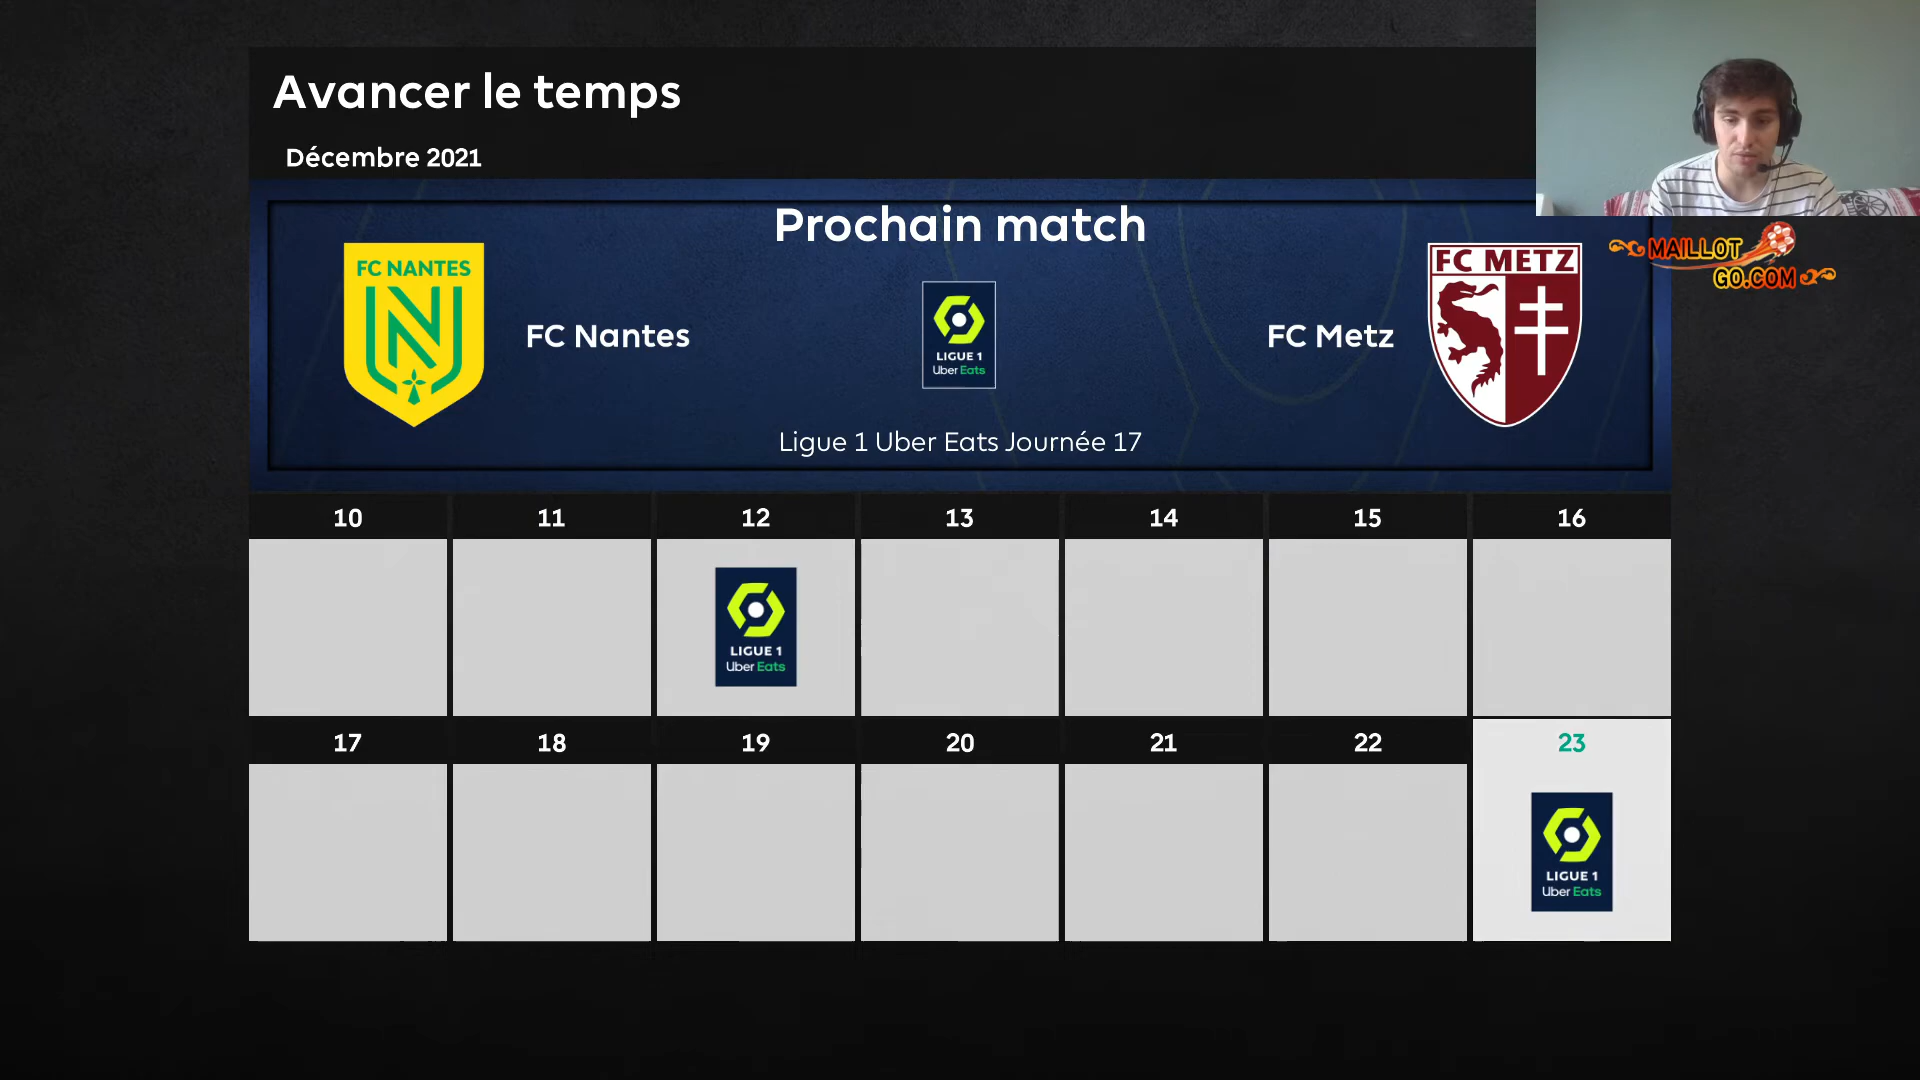 Avancer le temps
Décembre 2021
Prochain match
FC NANTES
FC Nantes
LIGUE 1
Uber Eats
FC Metz
FC METZ
MAILLOT
GO.COM
Ligue 1 Uber Eats Journée 17
10 11 12 13 14 15 16
LIGUE 1
Uber Eats
17 18 19 20 21 22 23
LIGUE 1
Uber Eats